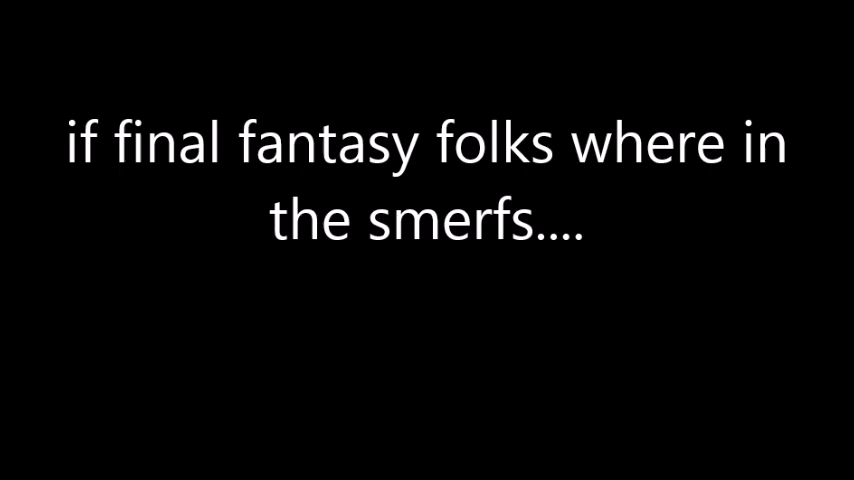 if final fantasy folks where in
the smerfs....